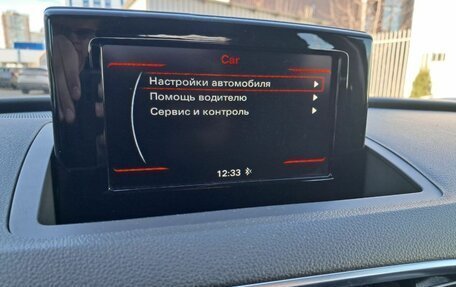 Car
Настройки автомобиля
Помощь водителю
Сервис и контроль
12:33